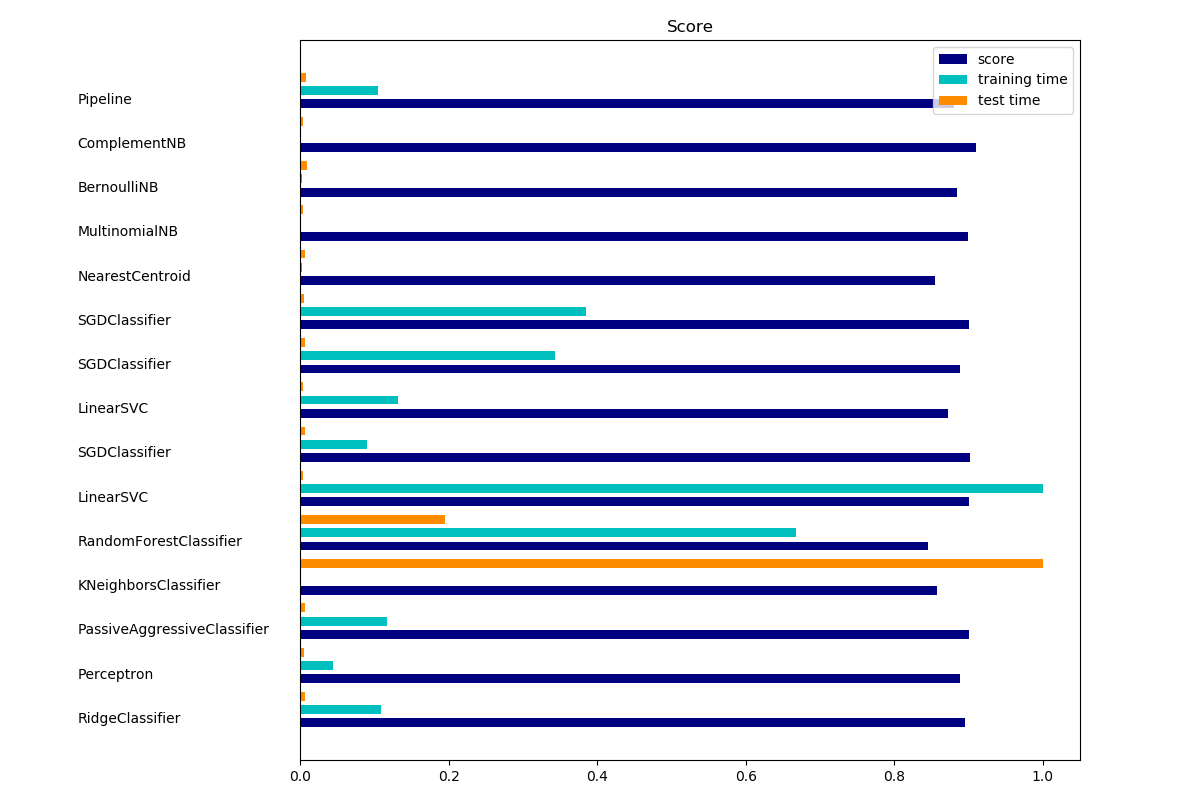 Score
score
training time
test time
Pipeline
ComplementNB
BernoulliNB
MultinomialNB
NearestCentroid
SGDClassifier
SGDClassifier
LinearSVC
SGDClassifier
LinearSVC
RandomForestClassifier
KNeighborsClassifier
PassiveAggressiveClassifier
Perceptron
RidgeClassifier
0.0 0.2 0.4 0.6 0.8 1.0